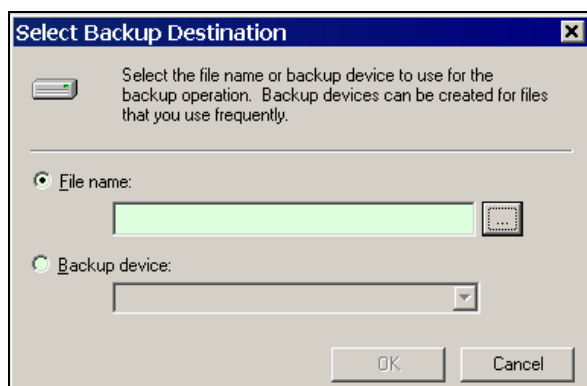 Select Backup Destination
Select the file name or backup device to use for the
backup operation. Backup devices can be created for files
that you use frequently.
File name:
...
Backup device:
OK Cancel